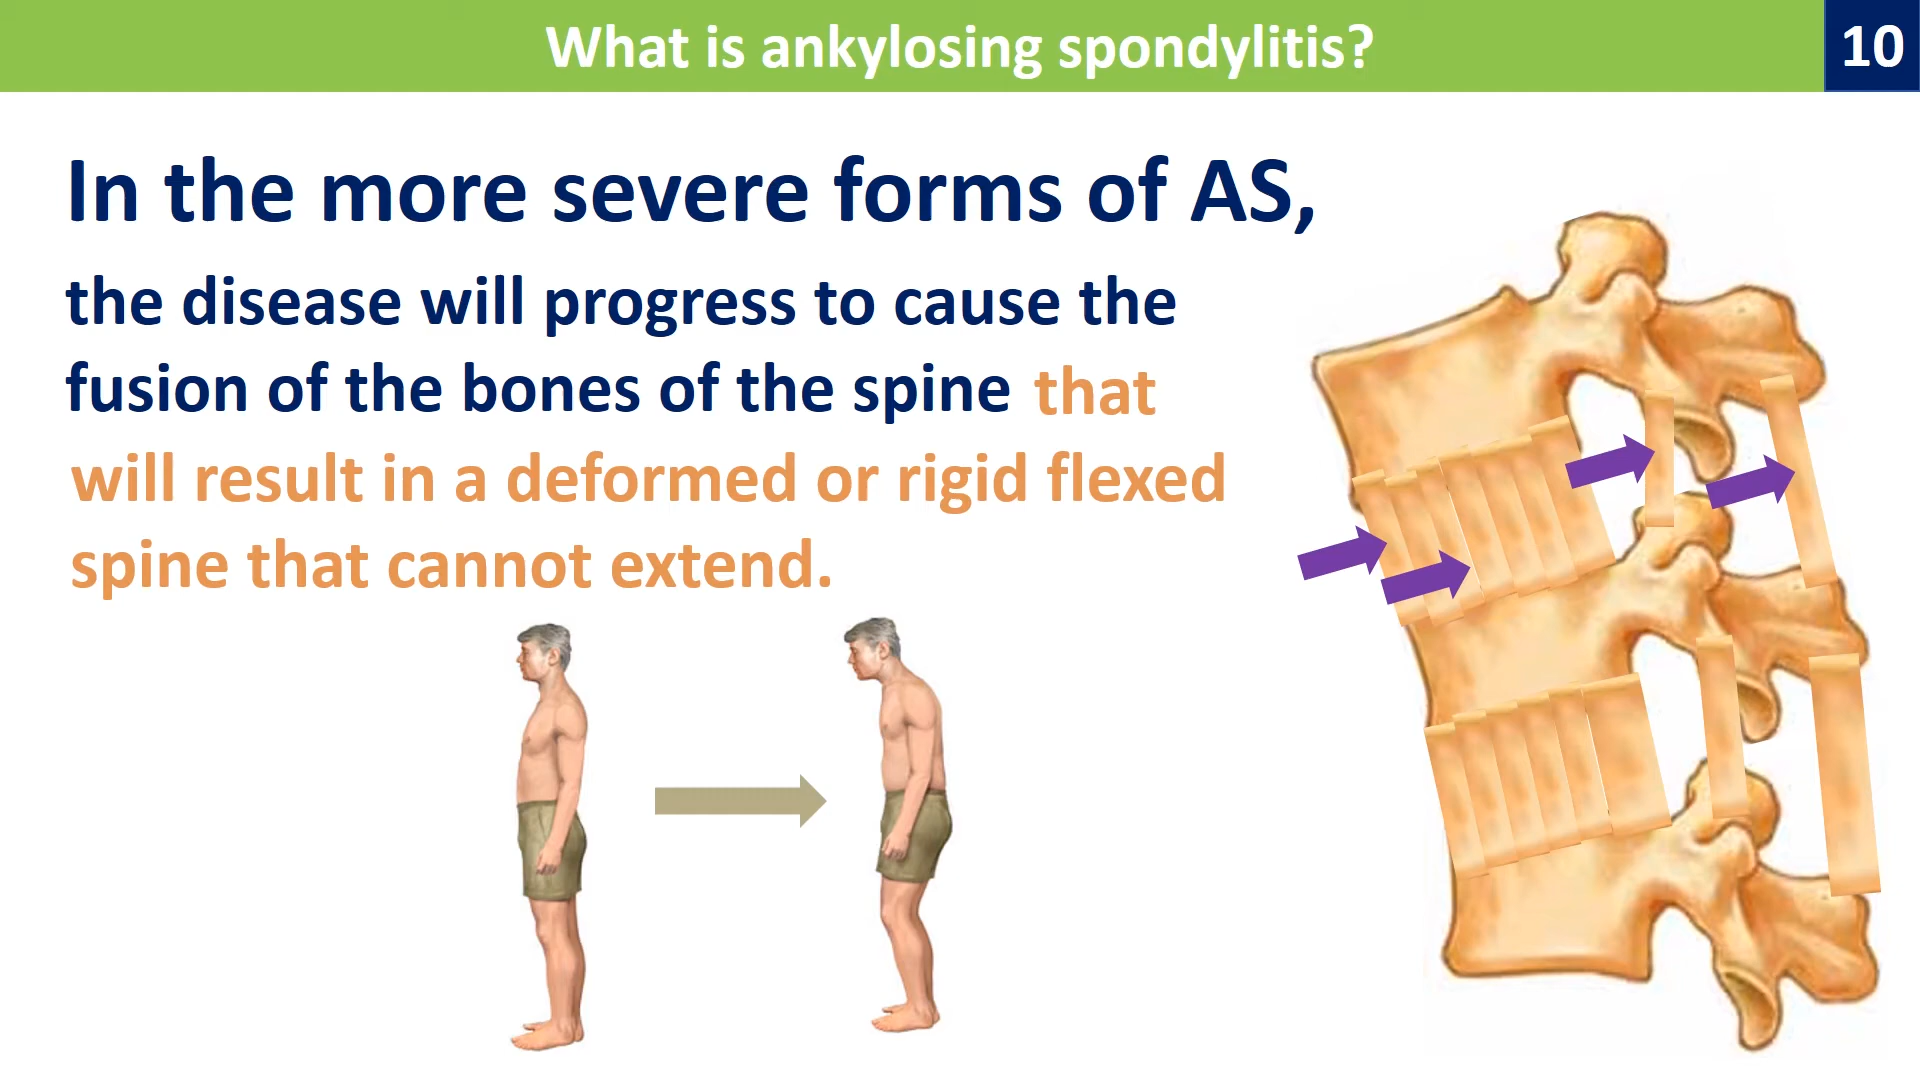 What is ankylosing spondylitis?
10
In the more severe forms of AS,
the disease will progress to cause the
fusion of the bones of the spine that
will result in a deformed or rigid flexed
spine that cannot extend.